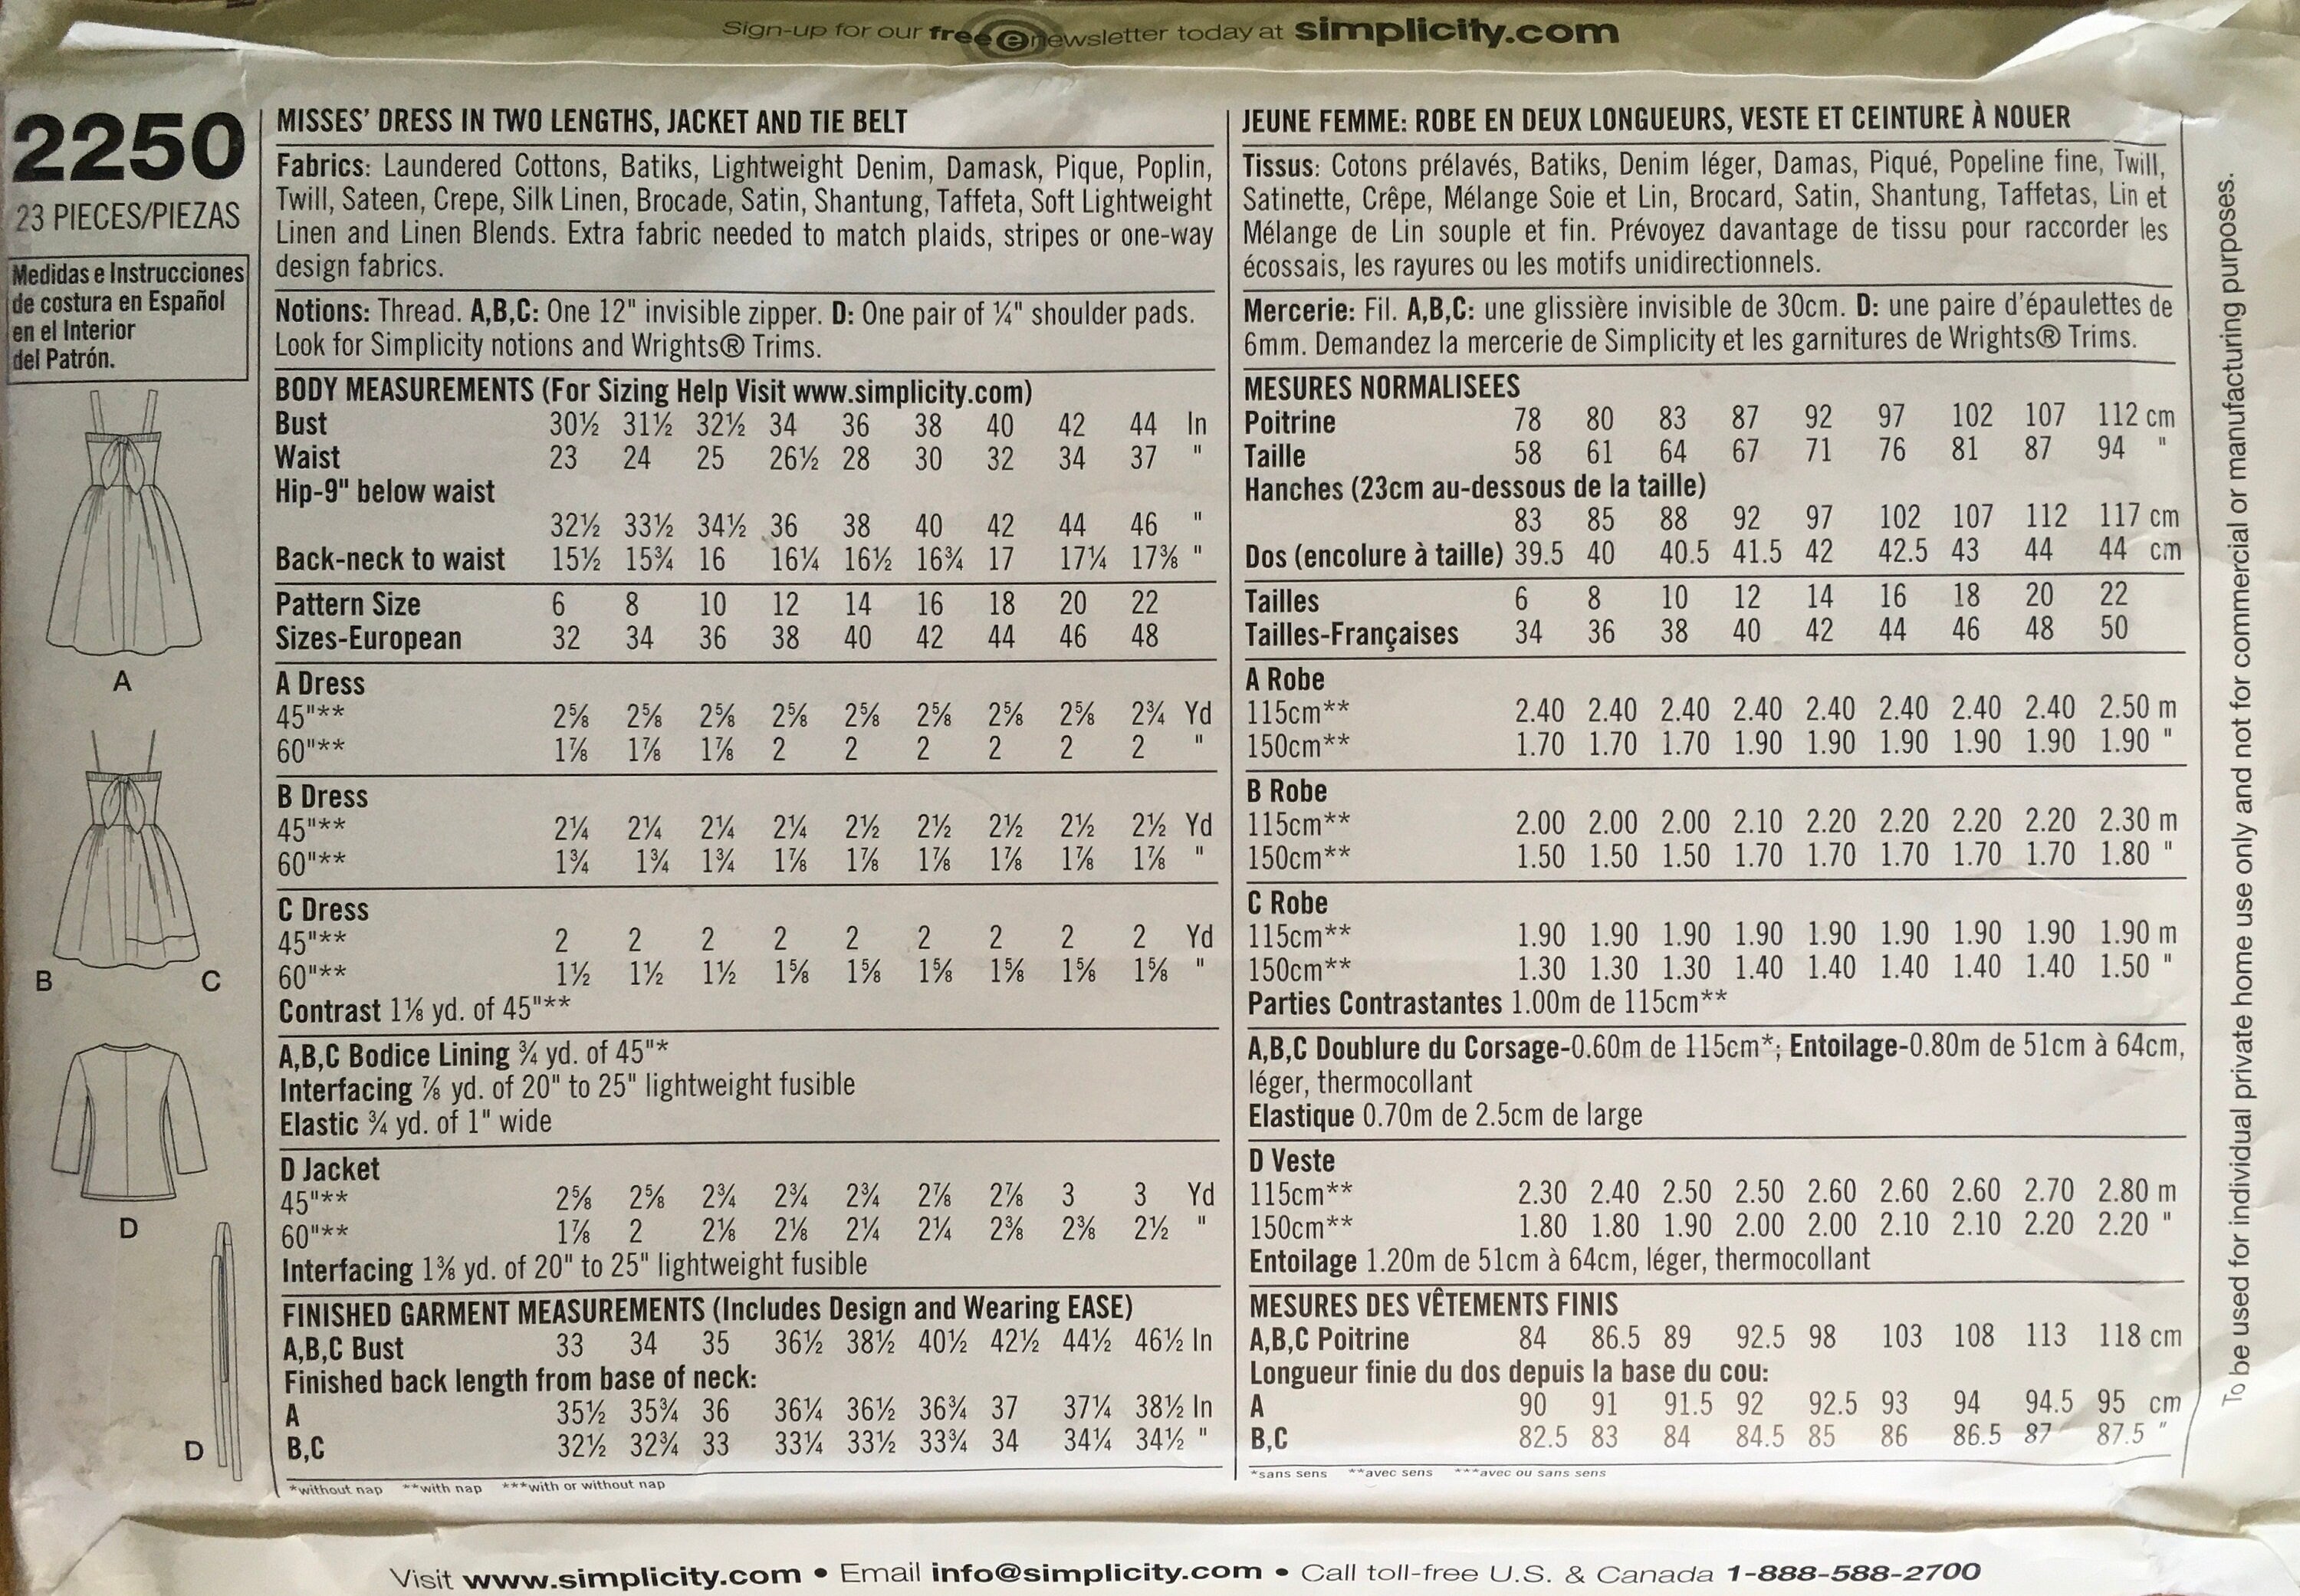 Sign-up for our free e newsletter today at simplicity.com
2250
23 PIECES/PIEZAS
Medidas e Instrucciones
de costura en Español
en el Interior
del Patrón.
A
B
C
D
D
MISSES' DRESS IN TWO LENGTHS, JACKET AND TIE BELT
Fabrics: Laundered Cottons, Batiks, Lightweight Denim, Damask, Pique, Poplin,
Twill, Sateen, Crepe, Silk Linen, Brocade, Satin, Shantung, Taffeta, Soft Lightweight
Linen and Linen Blends. Extra fabric needed to match plaids, stripes or one-way
design fabrics.
Notions: Thread. A,B,C: One 12" invisible zipper. D: One pair of ¼" shoulder pads.
Look for Simplicity notions and Wrights® Trims.
BODY MEASUREMENTS (For Sizing Help Visit www.simplicity.com)
Bust 30½ 31½ 32½ 34 36 38 40 42 44 In
Waist 23 24 25 26½ 28 30 32 34 37 "
Hip-9" below waist
32½ 33½ 34½ 36 38 40 42 44 46 "
Back-neck to waist 15½ 15¾ 16 16¼ 16½ 16¾ 17 17¼ 17⅜ "
Pattern Size 6 8 10 12 14 16 18 20 22
Sizes-European 32 34 36 38 40 42 44 46 48
A Dress
45"** 2⅝ 2⅝ 2⅝ 2⅝ 2⅝ 2⅝ 2⅝ 2⅝ 2¾ Yd
60"** 1⅞ 1⅞ 1⅞ 2 2 2 2 2 2 "
B Dress
45"** 2¼ 2¼ 2¼ 2¼ 2½ 2½ 2½ 2½ 2½ Yd
60"** 1¾ 1¾ 1¾ 1⅞ 1⅞ 1⅞ 1⅞ 1⅞ 1⅞ "
C Dress
45"** 2 2 2 2 2 2 2 2 2 Yd
60"** 1½ 1½ 1½ 1⅝ 1⅝ 1⅝ 1⅝ 1⅝ 1⅝ "
Contrast 1⅛ yd. of 45"**
A,B,C Bodice Lining ¾ yd. of 45"*
Interfacing ⅞ yd. of 20" to 25" lightweight fusible
Elastic ¾ yd. of 1" wide
D Jacket
45"** 2⅝ 2⅝ 2¾ 2¾ 2¾ 2⅞ 2⅞ 3 3 Yd
60"** 1⅞ 2 2⅛ 2⅛ 2¼ 2¼ 2⅜ 2⅜ 2½ "
Interfacing 1⅜ yd. of 20" to 25" lightweight fusible
FINISHED GARMENT MEASUREMENTS (Includes Design and Wearing EASE)
A,B,C Bust 33 34 35 36½ 38½ 40½ 42½ 44½ 46½ In
Finished back length from base of neck:
A 35½ 35¾ 36 36¼ 36½ 36¾ 37 37¼ 38½ In
B,C 32½ 32¾ 33 33¼ 33½ 33¾ 34 34¼ 34½ "
*without nap **with nap ***with or without nap
JEUNE FEMME: ROBE EN DEUX LONGUEURS, VESTE ET CEINTURE À NOUER
Tissus: Cotons prélavés, Batiks, Denim léger, Damas, Piqué, Popeline fine, Twill,
Satinette, Crêpe, Mélange Soie et Lin, Brocard, Satin, Shantung, Taffetas, Lin et
Mélange de Lin souple et fin. Prévoyez davantage de tissu pour raccorder les
écossais, les rayures ou les motifs unidirectionnels.
Mercerie: Fil. A,B,C: une glissière invisible de 30cm. D: une paire d'épaulettes de
6mm. Demandez la mercerie de Simplicity et les garnitures de Wrights® Trims.
MESURES NORMALISEES
Poitrine 78 80 83 87 92 97 102 107 112 cm
Taille 58 61 64 67 71 76 81 87 94 "
Hanches (23cm au-dessous de la taille)
83 85 88 92 97 102 107 112 117 cm
Dos (encolure à taille) 39.5 40 40.5 41.5 42 42.5 43 44 44 cm
Tailles 6 8 10 12 14 16 18 20 22
Tailles-Françaises 34 36 38 40 42 44 46 48 50
A Robe
115cm** 2.40 2.40 2.40 2.40 2.40 2.40 2.40 2.40 2.50 m
150cm** 1.70 1.70 1.70 1.90 1.90 1.90 1.90 1.90 1.90 "
B Robe
115cm** 2.00 2.00 2.00 2.10 2.20 2.20 2.20 2.20 2.30 m
150cm** 1.50 1.50 1.50 1.70 1.70 1.70 1.70 1.70 1.80 "
C Robe
115cm** 1.90 1.90 1.90 1.90 1.90 1.90 1.90 1.90 1.90 m
150cm** 1.30 1.30 1.30 1.40 1.40 1.40 1.40 1.40 1.50 "
Parties Contrastantes 1.00m de 115cm**
A,B,C Doublure du Corsage-0.60m de 115cm*; Entoilage-0.80m de 51cm à 64cm,
léger, thermocollant
Elastique 0.70m de 2.5cm de large
D Veste
115cm** 2.30 2.40 2.50 2.50 2.60 2.60 2.60 2.70 2.80 m
150cm** 1.80 1.80 1.90 2.00 2.00 2.10 2.10 2.20 2.20 "
Entoilage 1.20m de 51cm à 64cm, léger, thermocollant
MESURES DES VÊTEMENTS FINIS
A,B,C Poitrine 84 86.5 89 92.5 98 103 108 113 118 cm
Longueur finie du dos depuis la base du cou:
A 90 91 91.5 92 92.5 93 94 94.5 95 cm
B,C 82.5 83 84 84.5 85 86 86.5 87 87.5 "
*sans sens **avec sens ***avec ou sans sens
To be used for individual private home use only and not for commercial or manufacturing purposes.
Visit www.simplicity.com • Email info@simplicity.com • Call toll-free U.S. & Canada 1-888-588-2700